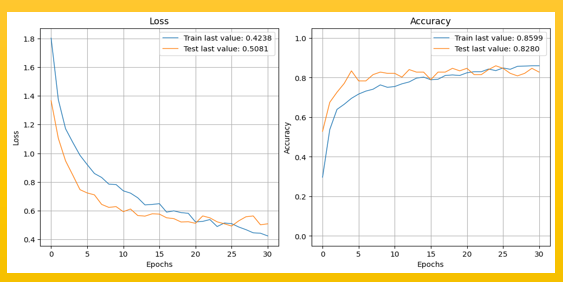 Loss
Train last value: 0.4238
Test last value: 0.5081
1.8
1.6
1.4
1.2
1.0
0.8
0.6
0.4
Loss
0 5 10 15 20 25 30
Epochs
Accuracy
Train last value: 0.8599
Test last value: 0.8280
1.0
0.8
0.6
0.4
0.2
0.0
Accuracy
0 5 10 15 20 25 30
Epochs